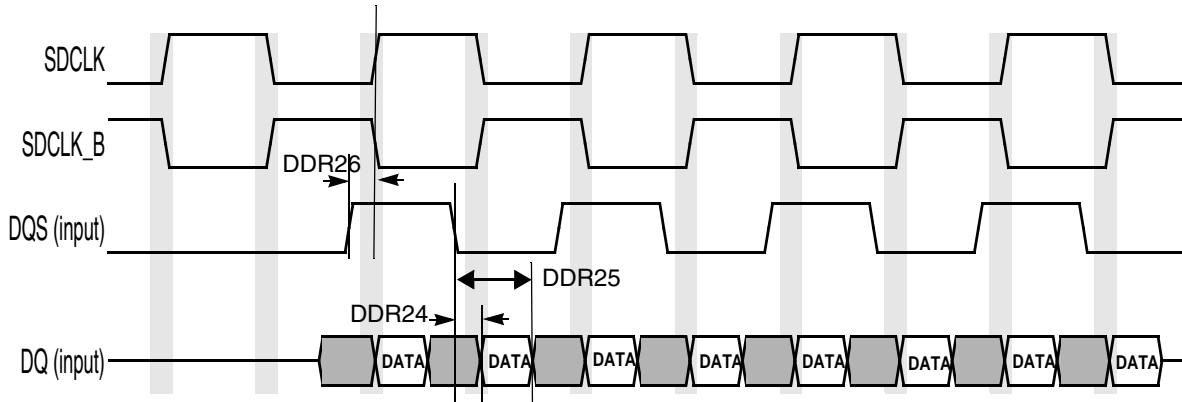 SDCLK
SDCLK_B
DDR26
DQS (input)
DDR25
DDR24
DQ (input)
DATA DATA DATA DATA DATA DATA DATA DATA